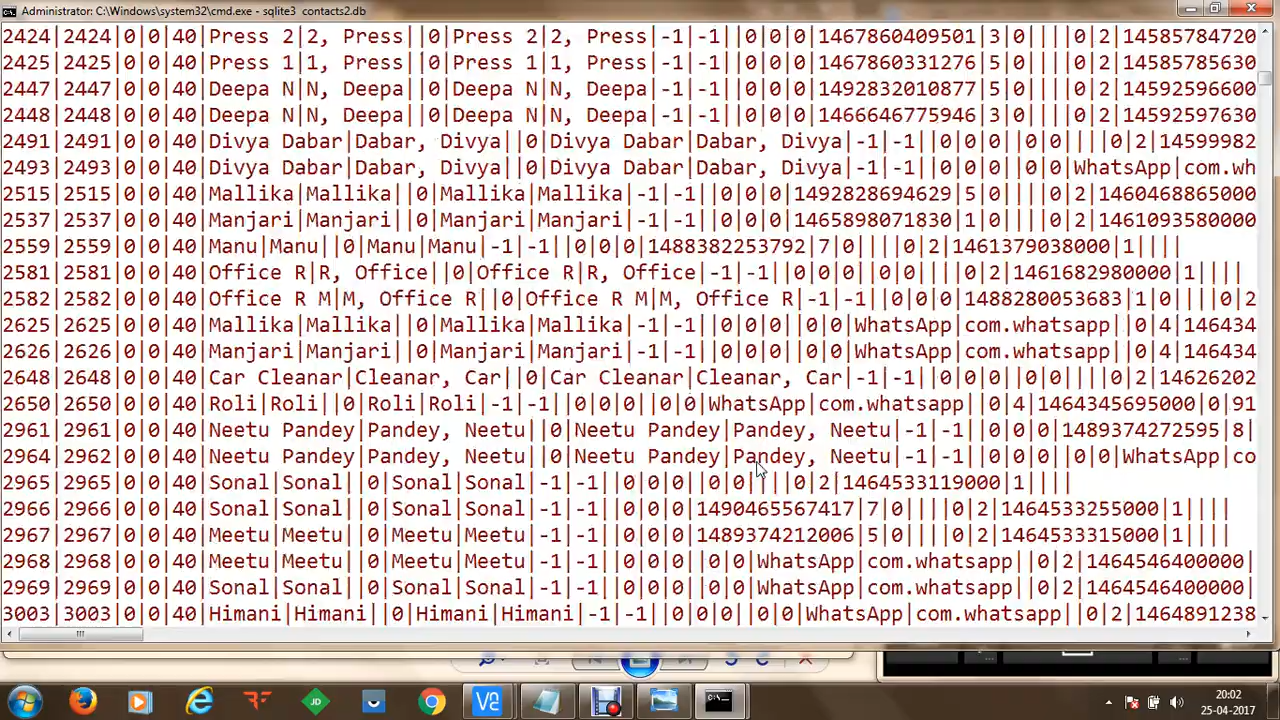 Administrator: C:\Windows\system32\cmd.exe - sqlite3  contacts2.db
2424|2424|0|0|40|Press 2|2, Press||0|Press 2|2, Press|-1|-1||0|0|0|1467860409501|3|0||||0|2|14585784720
2425|2425|0|0|40|Press 1|1, Press||0|Press 1|1, Press|-1|-1||0|0|0|1467860331276|5|0||||0|2|14585785630
2447|2447|0|0|40|Deepa N|N, Deepa||0|Deepa N|N, Deepa|-1|-1||0|0|0|1492832010877|5|0||||0|2|14592596600
2448|2448|0|0|40|Deepa N|N, Deepa||0|Deepa N|N, Deepa|-1|-1||0|0|0|1466646775946|3|0||||0|2|14592597630
2491|2491|0|0|40|Divya Dabar|Dabar, Divya||0|Divya Dabar|Dabar, Divya|-1|-1||0|0|0||0|0||||0|2|14599982
2493|2493|0|0|40|Divya Dabar|Dabar, Divya||0|Divya Dabar|Dabar, Divya|-1|-1||0|0|0||0|0|WhatsApp|com.wh
2515|2515|0|0|40|Mallika|Mallika||0|Mallika|Mallika|-1|-1||0|0|0|1492828694629|5|0||||0|2|1460468865000
2537|2537|0|0|40|Manjari|Manjari||0|Manjari|Manjari|-1|-1||0|0|0|1465898071830|1|0||||0|2|1461093580000
2559|2559|0|0|40|Manu|Manu||0|Manu|Manu|-1|-1||0|0|0|1488382253792|7|0||||0|2|1461379038000|1||||
2581|2581|0|0|40|Office R|R, Office||0|Office R|R, Office|-1|-1||0|0|0||0|0||||0|2|1461682980000|1||||
2582|2582|0|0|40|Office R M|M, Office R||0|Office R M|M, Office R|-1|-1||0|0|0|1488280053683|1|0||||0|2
2625|2625|0|0|40|Mallika|Mallika||0|Mallika|Mallika|-1|-1||0|0|0||0|0|WhatsApp|com.whatsapp||0|4|146434
2626|2626|0|0|40|Manjari|Manjari||0|Manjari|Manjari|-1|-1||0|0|0||0|0|WhatsApp|com.whatsapp||0|4|146434
2648|2648|0|0|40|Car Cleanar|Cleanar, Car||0|Car Cleanar|Cleanar, Car|-1|-1||0|0|0||0|0||||0|2|14626202
2650|2650|0|0|40|Roli|Roli||0|Roli|Roli|-1|-1||0|0|0||0|0|WhatsApp|com.whatsapp||0|4|1464345695000|0|91
2961|2961|0|0|40|Neetu Pandey|Pandey, Neetu||0|Neetu Pandey|Pandey, Neetu|-1|-1||0|0|0|1489374272595|8|
2964|2962|0|0|40|Neetu Pandey|Pandey, Neetu||0|Neetu Pandey|Pandey, Neetu|-1|-1||0|0|0||0|0|WhatsApp|co
2965|2965|0|0|40|Sonal|Sonal||0|Sonal|Sonal|-1|-1||0|0|0||0|0||||0|2|1464533119000|1||||
2966|2966|0|0|40|Sonal|Sonal||0|Sonal|Sonal|-1|-1||0|0|0|1490465567417|7|0||||0|2|1464533255000|1||||
2967|2967|0|0|40|Meetu|Meetu||0|Meetu|Meetu|-1|-1||0|0|0|1489374212006|5|0||||0|2|1464533315000|1||||
2968|2968|0|0|40|Meetu|Meetu||0|Meetu|Meetu|-1|-1||0|0|0||0|0|WhatsApp|com.whatsapp||0|2|1464546400000|
2969|2969|0|0|40|Sonal|Sonal||0|Sonal|Sonal|-1|-1||0|0|0||0|0|WhatsApp|com.whatsapp||0|2|1464546400000|
3003|3003|0|0|40|Himani|Himani||0|Himani|Himani|-1|-1||0|0|0||0|0|WhatsApp|com.whatsapp||0|2|1464891238
JD
20:02
25-04-2017